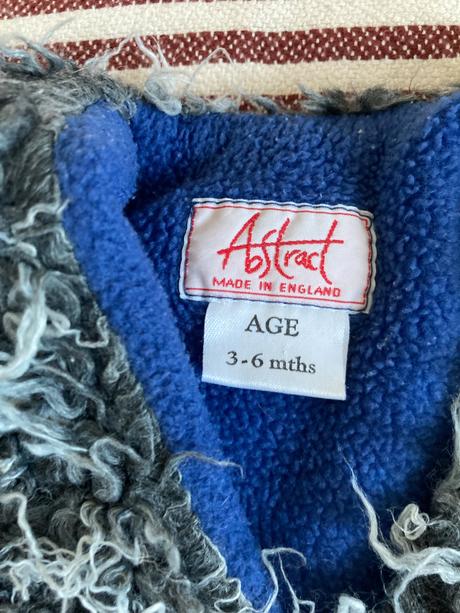 Abstract
MADE IN ENGLAND
AGE
3-6 mths